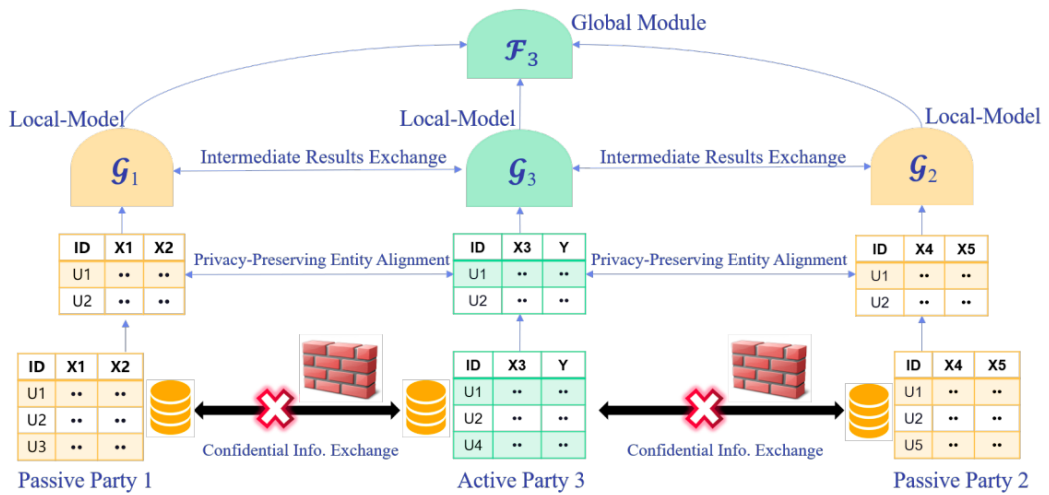 Global Module
𝓕3
Local-Model
Local-Model
Local-Model
𝓖1
Intermediate Results Exchange
𝓖3
Intermediate Results Exchange
𝓖2
ID X1 X2
U1 •• ••
U2 •• ••
Privacy-Preserving Entity Alignment
ID X3 Y
U1 •• ••
U2 •• ••
Privacy-Preserving Entity Alignment
ID X4 X5
U1 •• ••
U2 •• ••
ID X1 X2
U1 •• ••
U2 •• ••
U3 •• ••
Confidential Info. Exchange
ID X3 Y
U1 •• ••
U2 •• ••
U4 •• ••
Confidential Info. Exchange
ID X4 X5
U1 •• ••
U2 •• ••
U5 •• ••
Passive Party 1
Active Party 3
Passive Party 2